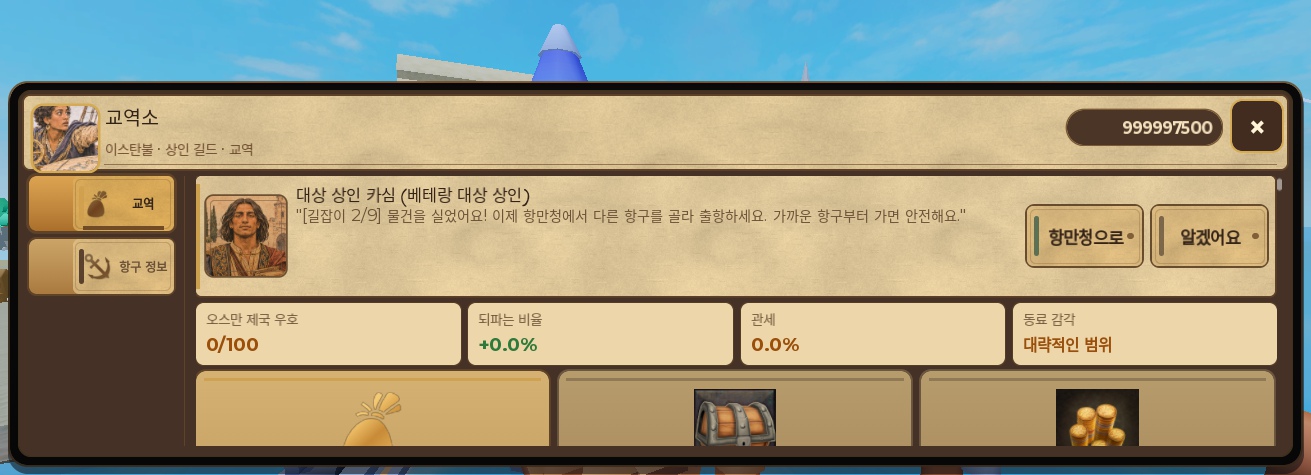 교역소
이스탄불 · 상인 길드 · 교역
999997500
×
교역
항구 정보
대상 상인 카심 (베테랑 대상 상인)
"[길잡이 2/9] 물건을 실었어요! 이제 항만청에서 다른 항구를 골라 출항하세요. 가까운 항구부터 가면 안전해요."
항만청으로
알겠어요
오스만 제국 우호
0/100
되파는 비율
+0.0%
관세
0.0%
동료 감각
대략적인 범위